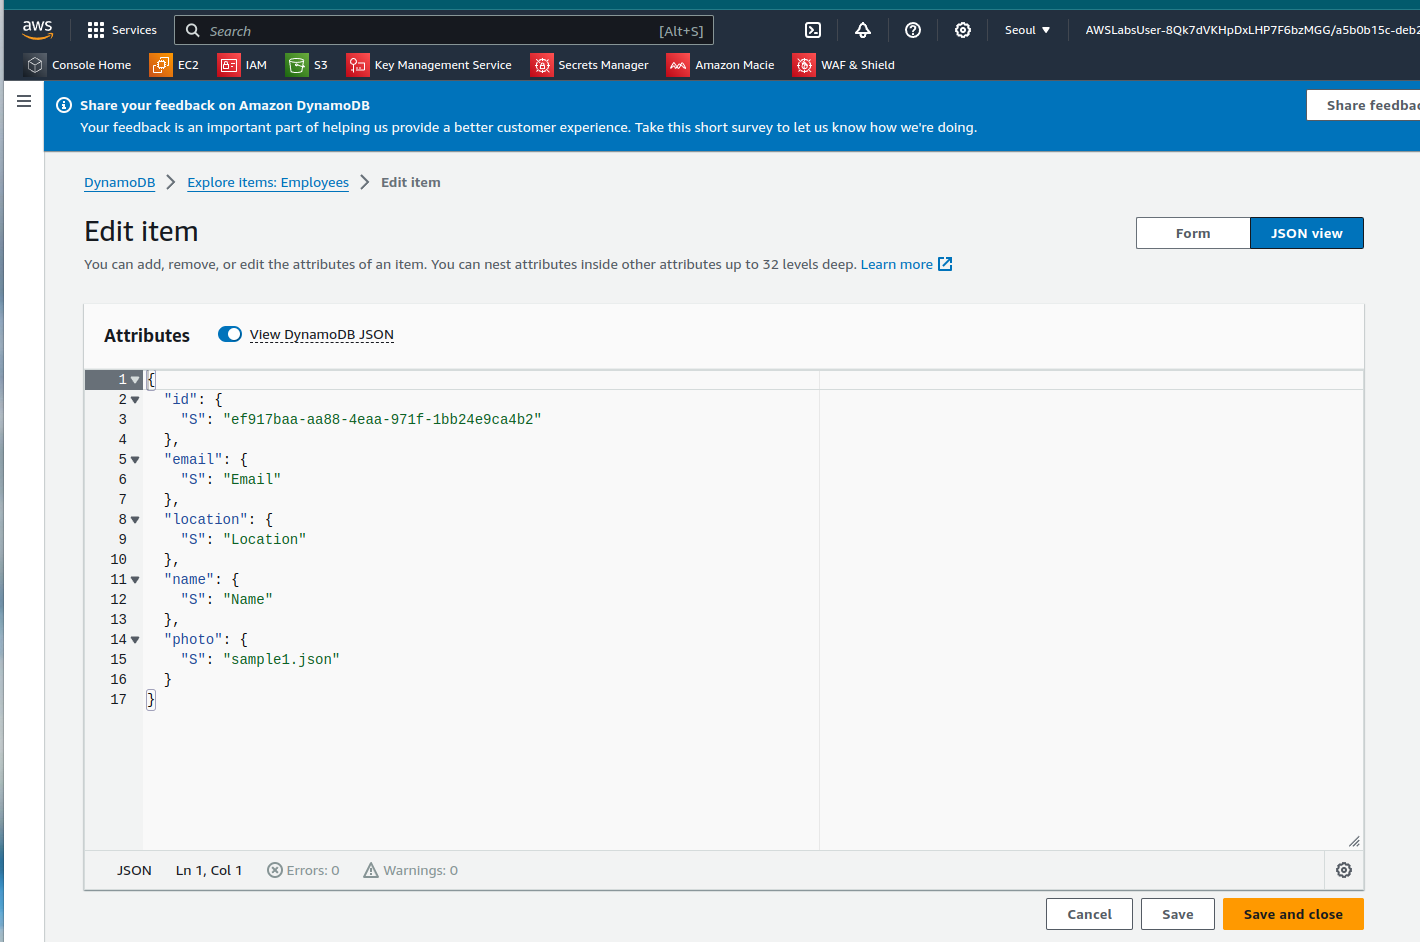 aws
Services
Search [Alt+S]
Seoul
AWSLabsUser-8Qk7dVKHpDxLHP7F6bzMGG/a5b0b15c-deb2
Console Home EC2 IAM S3 Key Management Service Secrets Manager Amazon Macie WAF & Shield
Share your feedback on Amazon DynamoDB
Your feedback is an important part of helping us provide a better customer experience. Take this short survey to let us know how we're doing.
Share feedbac
DynamoDB Explore items: Employees Edit item
Edit item
Form JSON view
You can add, remove, or edit the attributes of an item. You can nest attributes inside other attributes up to 32 levels deep. Learn more
Attributes View DynamoDB JSON
1 {
2 "id": {
3 "S": "ef917baa-aa88-4eaa-971f-1bb24e9ca4b2"
4 },
5 "email": {
6 "S": "Email"
7 },
8 "location": {
9 "S": "Location"
10 },
11 "name": {
12 "S": "Name"
13 },
14 "photo": {
15 "S": "sample1.json"
16 }
17 }
JSON Ln 1, Col 1 Errors: 0 Warnings: 0
Cancel Save Save and close